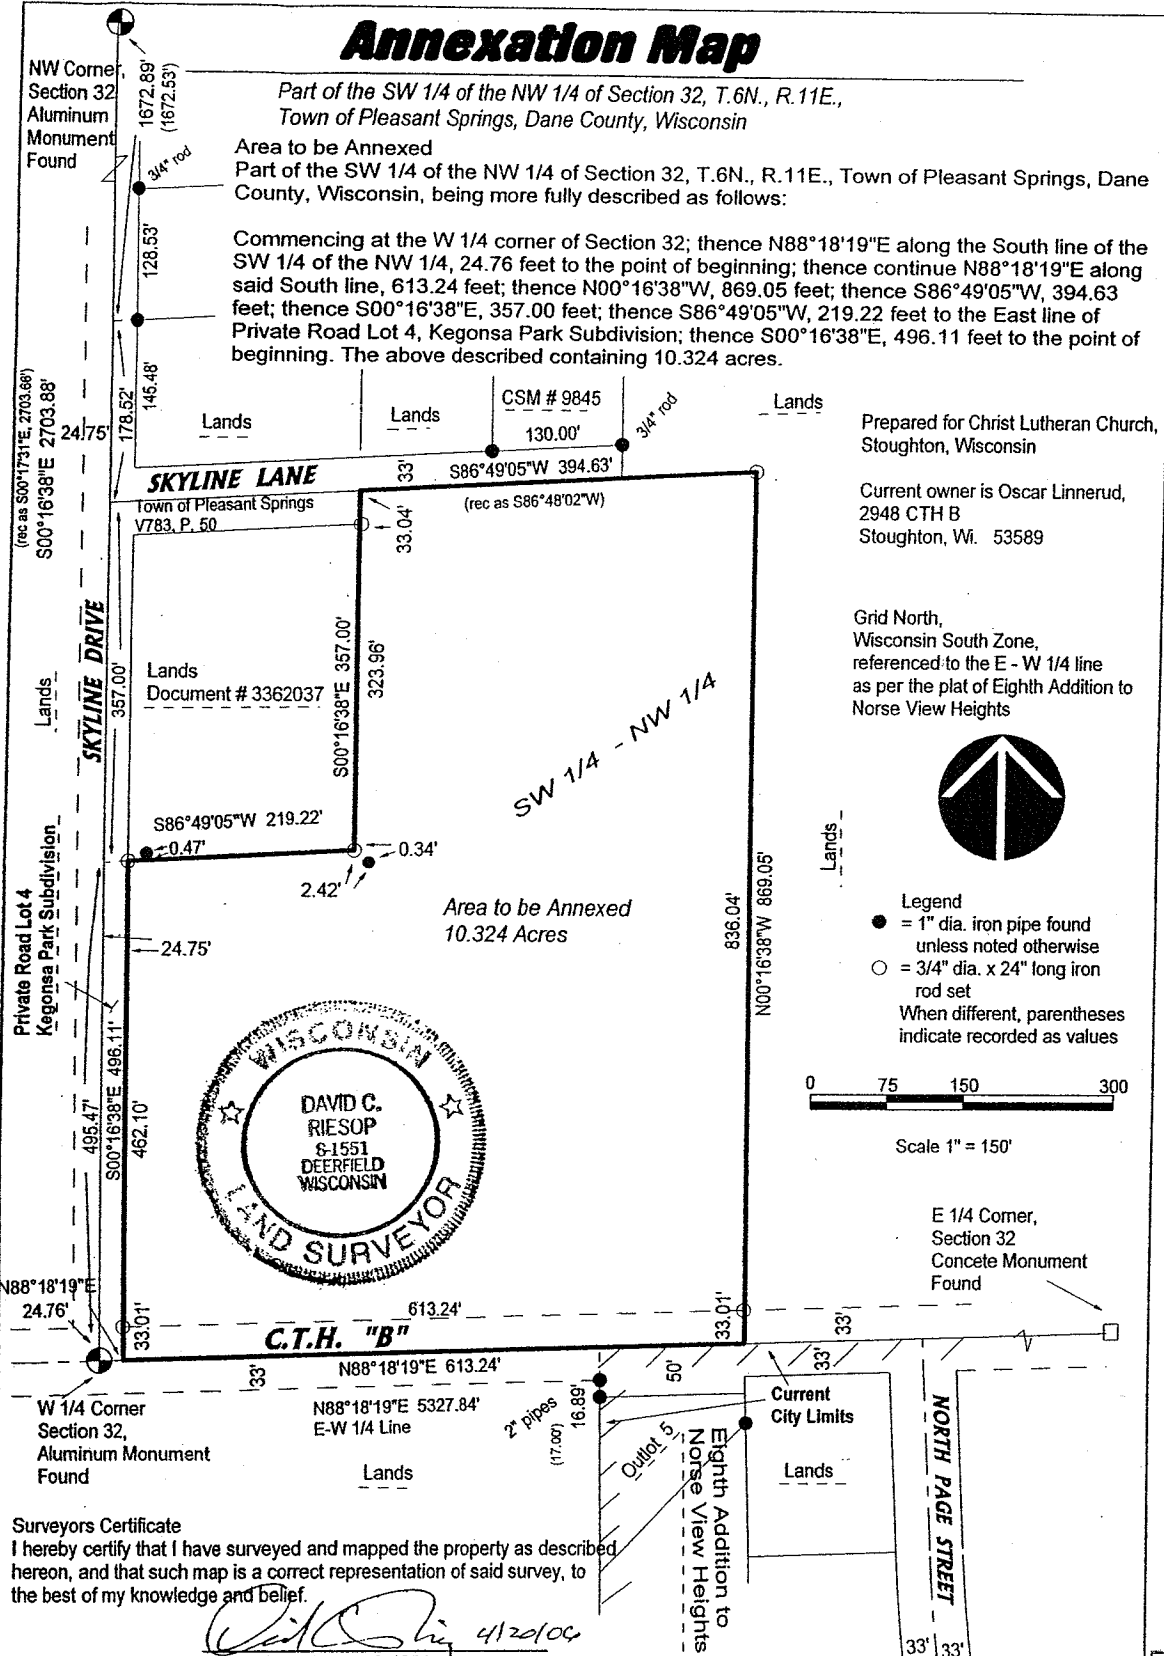 Annexation Map
NW Corner,
Section 32
Aluminum
Monument
Found
1672.89'
(1672.53')
3/4" rod
Part of the SW 1/4 of the NW 1/4 of Section 32, T.6N., R.11E.,
Town of Pleasant Springs, Dane County, Wisconsin
Area to be Annexed
Part of the SW 1/4 of the NW 1/4 of Section 32, T.6N., R.11E., Town of Pleasant Springs, Dane
County, Wisconsin, being more fully described as follows:
Commencing at the W 1/4 corner of Section 32; thence N88°18'19"E along the South line of the
SW 1/4 of the NW 1/4, 24.76 feet to the point of beginning; thence continue N88°18'19"E along
said South line, 613.24 feet; thence N00°16'38"W, 869.05 feet; thence S86°49'05"W, 394.63
feet; thence S00°16'38"E, 357.00 feet; thence S86°49'05"W, 219.22 feet to the East line of
Private Road Lot 4, Kegonsa Park Subdivision; thence S00°16'38"E, 496.11 feet to the point of
beginning. The above described containing 10.324 acres.
128.53'
145.48'
178.52'
24.75'
(rec as S00°17'31"E, 2703.66')
S00°16'38"E 2703.88'
Lands
Lands
CSM # 9845
130.00'
3/4" rod
Lands
Prepared for Christ Lutheran Church,
Stoughton, Wisconsin
SKYLINE LANE
33'
S86°49'05"W 394.63'
(rec as S86°48'02"W)
Town of Pleasant Springs
V783, P. 50
33.04'
Current owner is Oscar Linnerud,
2948 CTH B
Stoughton, Wi. 53589
SKYLINE DRIVE
Lands
357.00'
Lands
Document # 3362037
S00°16'38"E 357.00'
323.96'
SW 1/4 - NW 1/4
Grid North,
Wisconsin South Zone,
referenced to the E - W 1/4 line
as per the plat of Eighth Addition to
Norse View Heights
S86°49'05"W 219.22'
0.47'
0.34'
2.42'
Lands
Private Road Lot 4
Kegonsa Park Subdivision
24.75'
Area to be Annexed
10.324 Acres
836.04'
N00°16'38"W 869.05'
Legend
= 1" dia. iron pipe found
unless noted otherwise
= 3/4" dia. x 24" long iron
rod set
When different, parentheses
indicate recorded as values
495.47'
S00°16'38"E 496.11'
462.10'
WISCONSIN
DAVID C.
RIESOP
S-1551
DEERFIELD
WISCONSIN
LAND SURVEYOR
0 75 150 300
Scale 1" = 150'
E 1/4 Corner,
Section 32
Concete Monument
Found
N88°18'19"E
24.76'
33.01'
613.24'
33.01'
33'
C.T.H. "B"
33'
N88°18'19"E 613.24'
50'
33'
W 1/4 Corner
Section 32,
Aluminum Monument
Found
N88°18'19"E 5327.84'
E-W 1/4 Line
Lands
2" pipes
16.89'
(17.00')
Outlot 5
Eighth Addition to
Norse View Heights
Current
City Limits
Lands
NORTH PAGE STREET
33' 33'
Surveyors Certificate
I hereby certify that I have surveyed and mapped the property as described
hereon, and that such map is a correct representation of said survey, to
the best of my knowledge and belief.
4/20/06